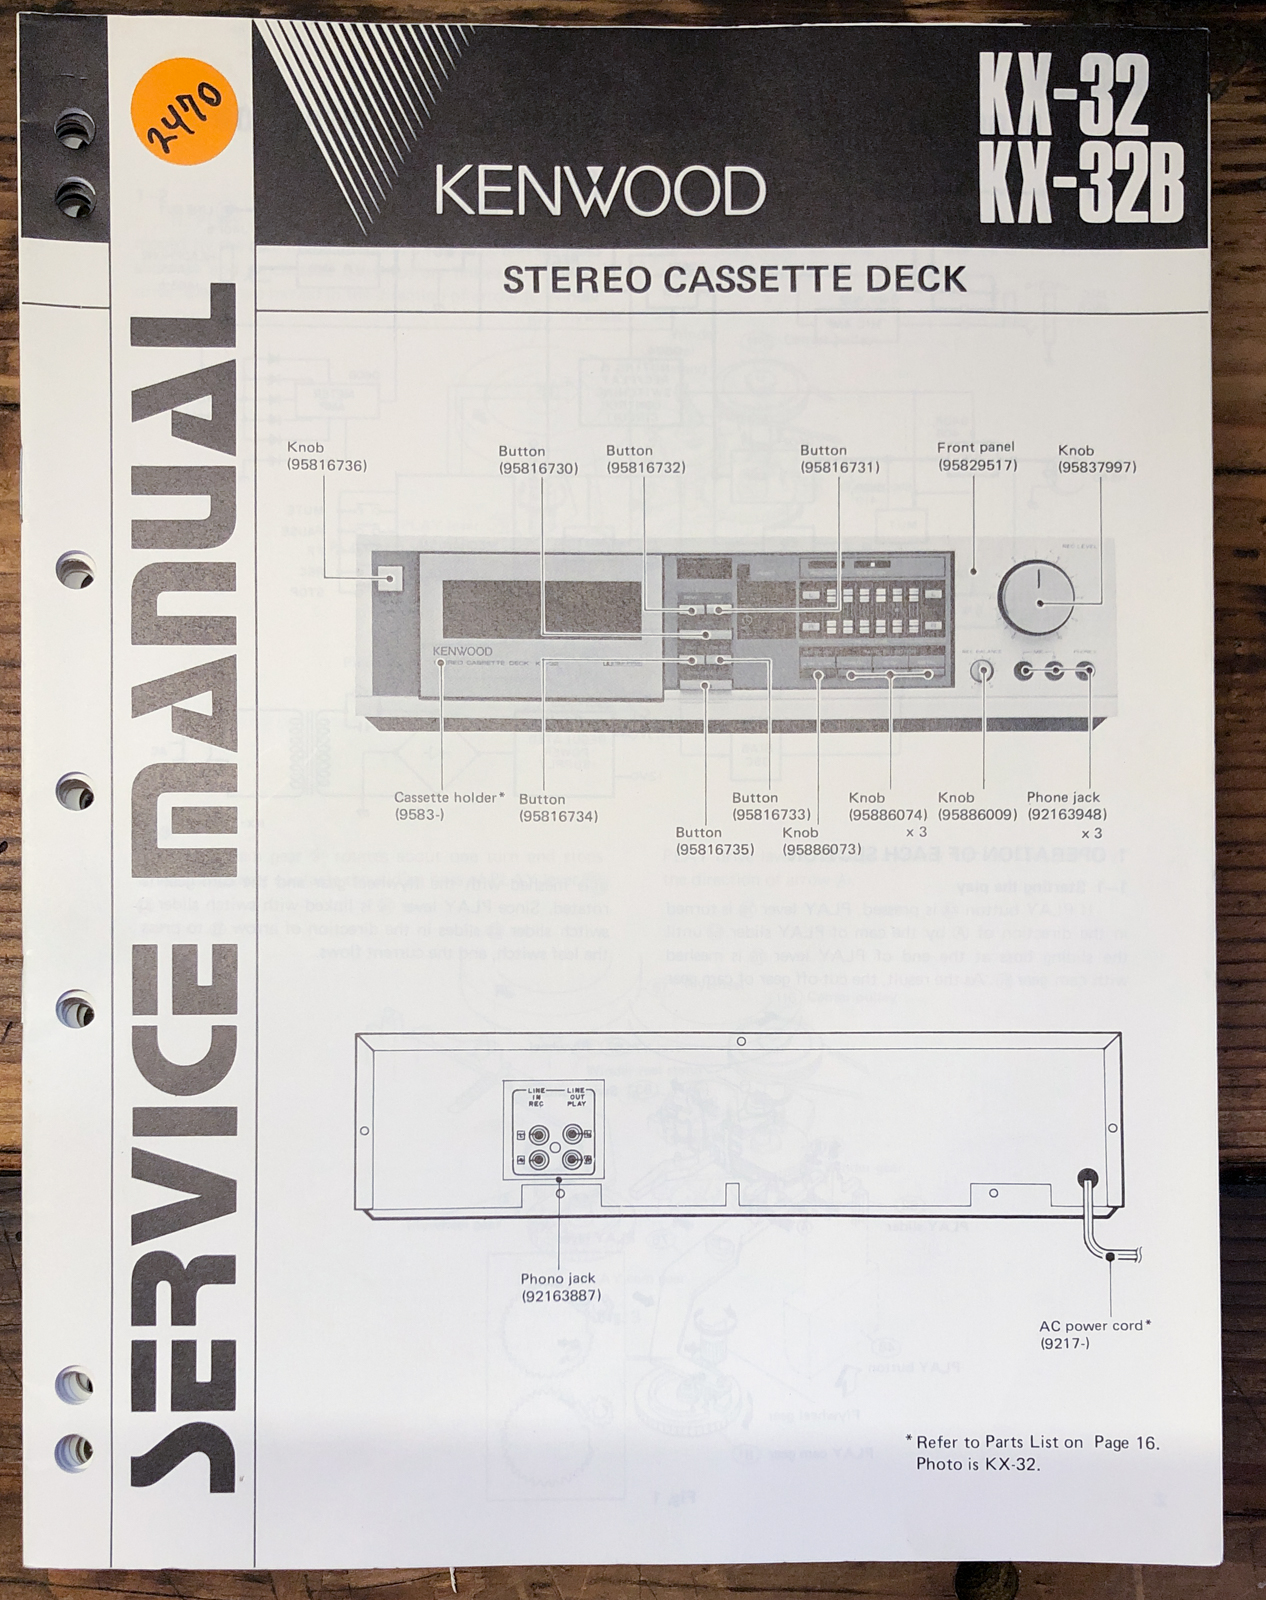 2470
KENWOOD
KX-32
KX-32B
STEREO CASSETTE DECK
SERVICE MANUAL
Knob
(95816736)
Button
(95816730)
Button
(95816732)
Button
(95816731)
Front panel
(95829517)
Knob
(95837997)
REC LEVEL
KENWOOD
Cassette holder*
(9583-)
Button
(95816734)
Button
(95816735)
Button
(95816733)
Knob
(95886073)
Knob
(95886074)
x 3
Knob
(95886009)
Phone jack
(92163948)
x 3
LINE IN REC
LINE OUT PLAY
Phono jack
(92163887)
AC power cord*
(9217-)
* Refer to Parts List on Page 16.
Photo is KX-32.